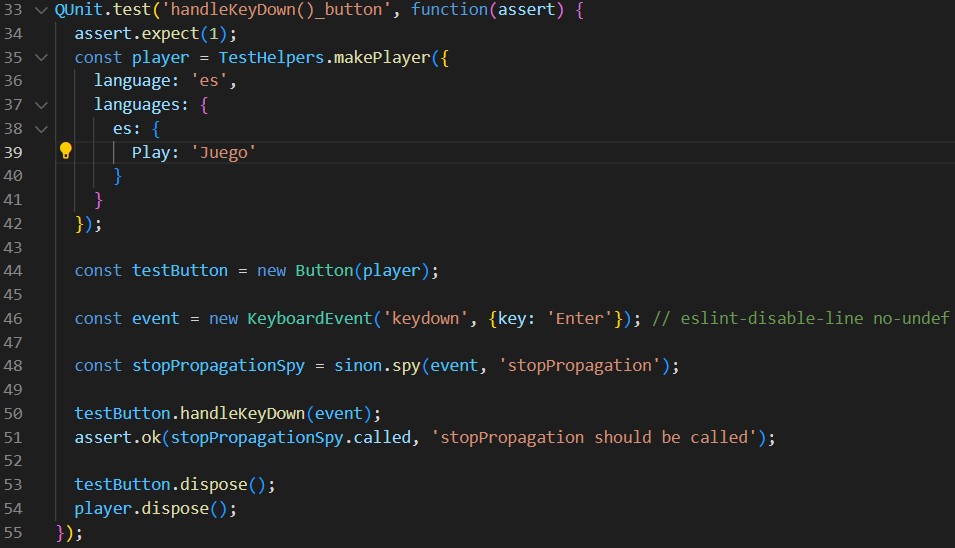 33 QUnit.test('handleKeyDown()_button', function(assert) {
34   assert.expect(1);
35   const player = TestHelpers.makePlayer({
36     language: 'es',
37     languages: {
38       es: {
39         Play: 'Juego'
40       }
41     }
42   });
43
44   const testButton = new Button(player);
45
46   const event = new KeyboardEvent('keydown', {key: 'Enter'}); // eslint-disable-line no-undef
47
48   const stopPropagationSpy = sinon.spy(event, 'stopPropagation');
49
50   testButton.handleKeyDown(event);
51   assert.ok(stopPropagationSpy.called, 'stopPropagation should be called');
52
53   testButton.dispose();
54   player.dispose();
55 });